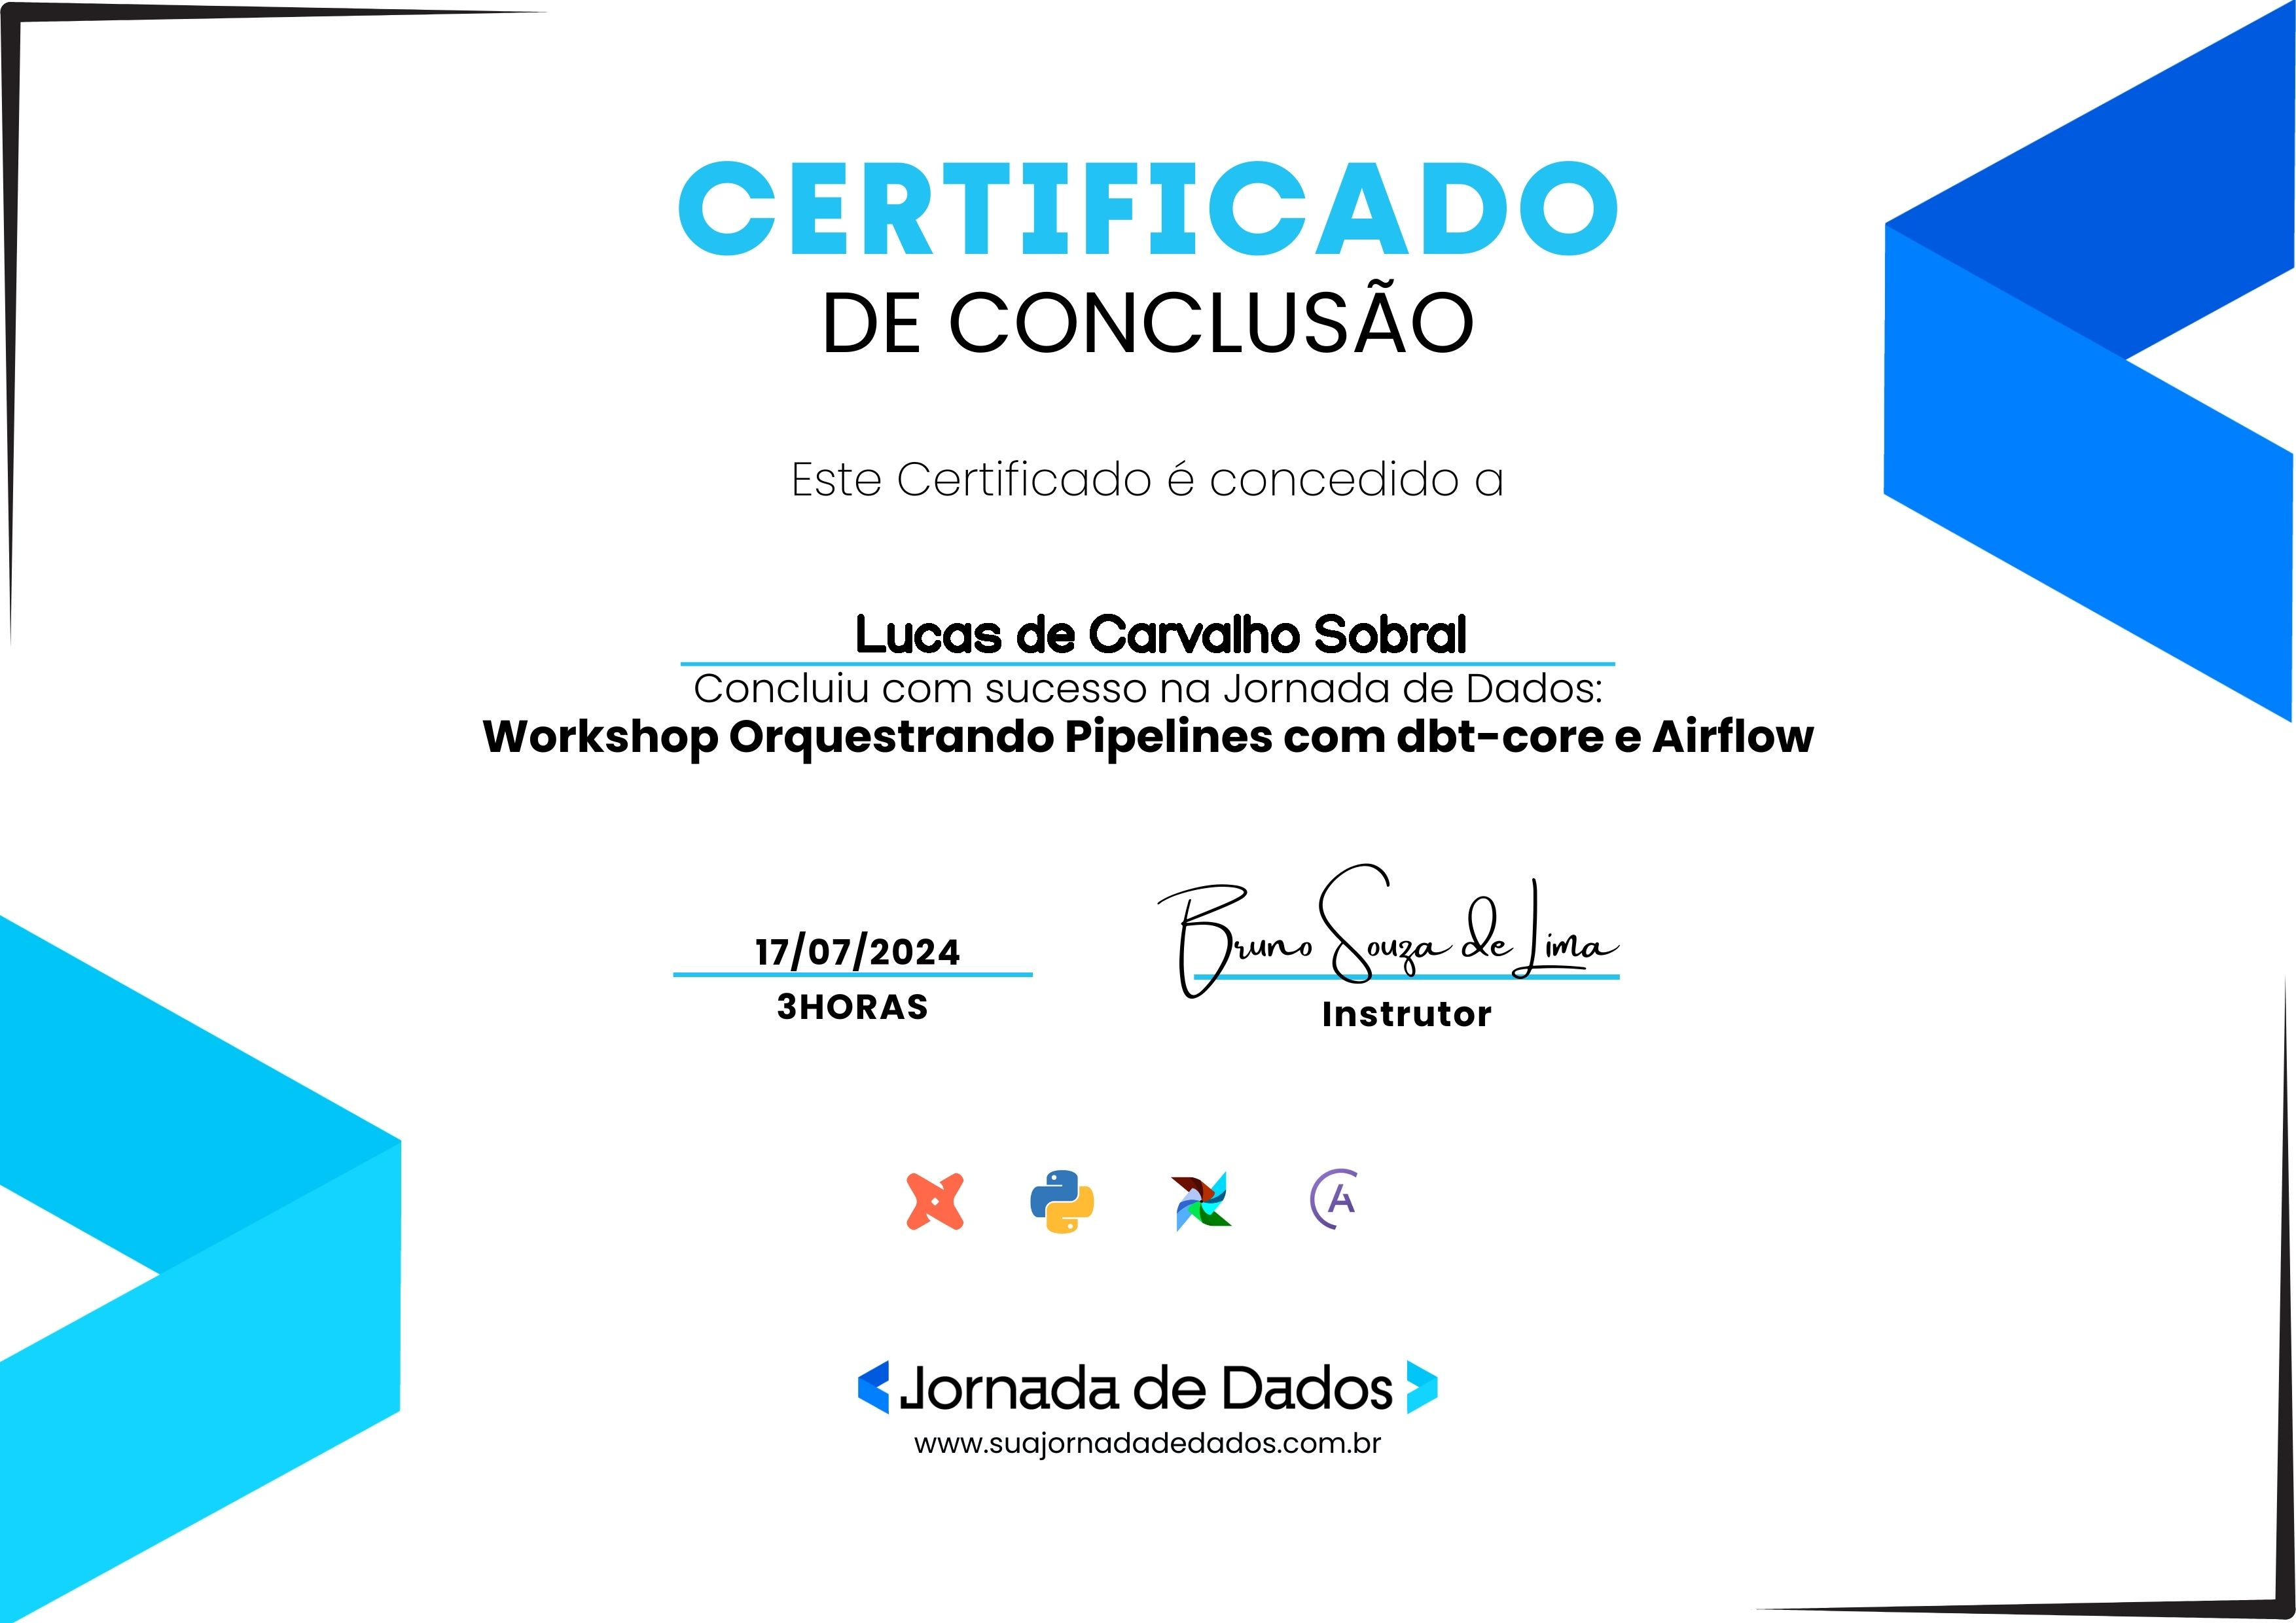 CERTIFICADO
DE CONCLUSÃO
Este Certificado é concedido a
Lucas de Carvalho Sobral
Concluiu com sucesso na Jornada de Dados:
Workshop Orquestrando Pipelines com dbt-core e Airflow
17/07/2024
3HORAS
Bruno Souza de Lima
Instrutor
A
Jornada de Dados
www.suajornadadedados.com.br